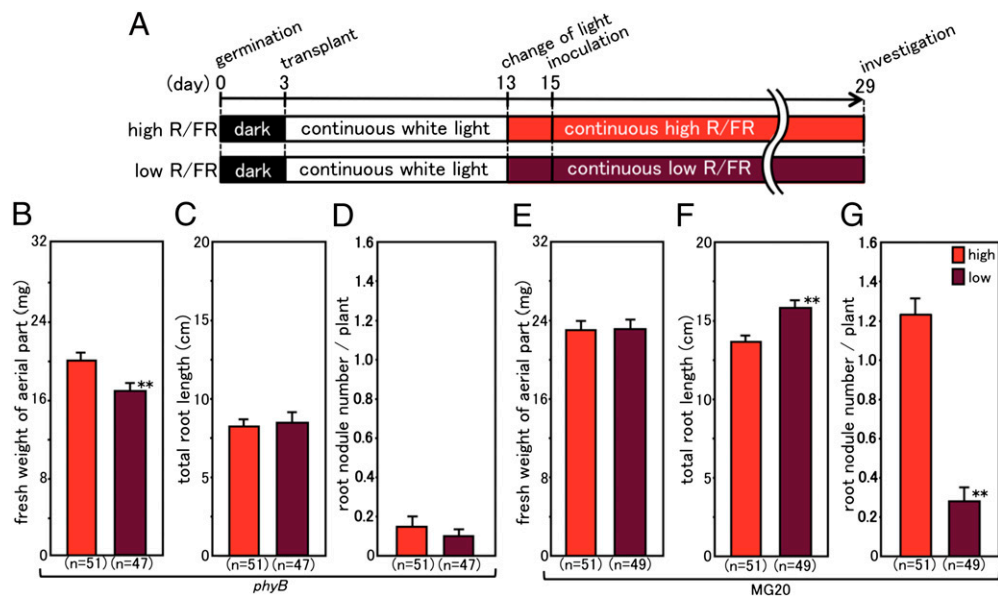 A
germination
transplant
change of light
inoculation
investigation
(day) 0 3 13 15 29
high R/FR dark continuous white light continuous high R/FR
low R/FR dark continuous white light continuous low R/FR
B C D E F G
fresh weight of aerial part (mg)
32
24
16
8
0
**
(n=51) (n=47)
total root length (cm)
20
15
10
5
0
(n=51) (n=47)
root nodule number / plant
1.6
1.4
1.2
1.0
0.8
0.6
0.4
0.2
0
(n=51) (n=47)
phyB
fresh weight of aerial part (mg)
32
24
16
8
0
(n=51) (n=49)
total root length (cm)
20
15
10
5
0
**
(n=51) (n=49)
root nodule number / plant
1.6
1.4
1.2
1.0
0.8
0.6
0.4
0.2
0
high
low
**
(n=51) (n=49)
MG20